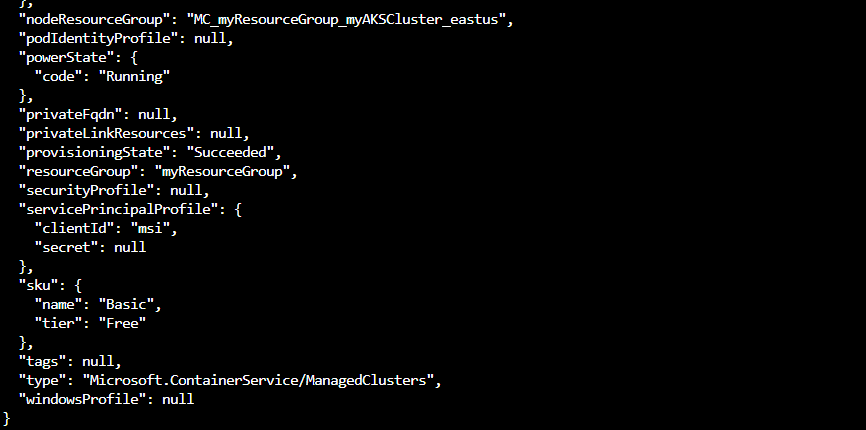 },
"nodeResourceGroup": "MC_myResourceGroup_myAKSCluster_eastus",
"podIdentityProfile": null,
"powerState": {
"code": "Running"
},
"privateFqdn": null,
"privateLinkResources": null,
"provisioningState": "Succeeded",
"resourceGroup": "myResourceGroup",
"securityProfile": null,
"servicePrincipalProfile": {
"clientId": "msi",
"secret": null
},
"sku": {
"name": "Basic",
"tier": "Free"
},
"tags": null,
"type": "Microsoft.ContainerService/ManagedClusters",
"windowsProfile": null
}